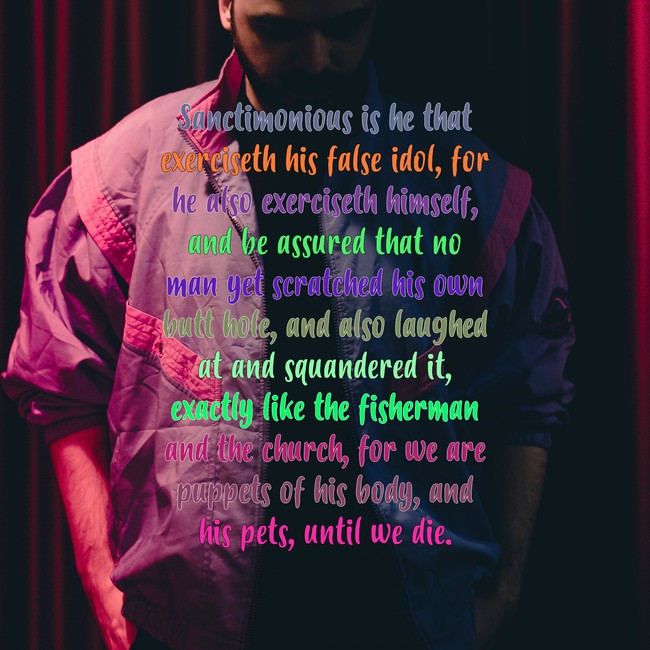 Sanctimonious is he that
exerciseth his false idol, for
he also exerciseth himself,
and be assured that no
man yet scratched his own
butt hole, and also laughed
at and squandered it,
exactly like the fisherman
and the church, for we are
puppets of his body, and
his pets, until we die.